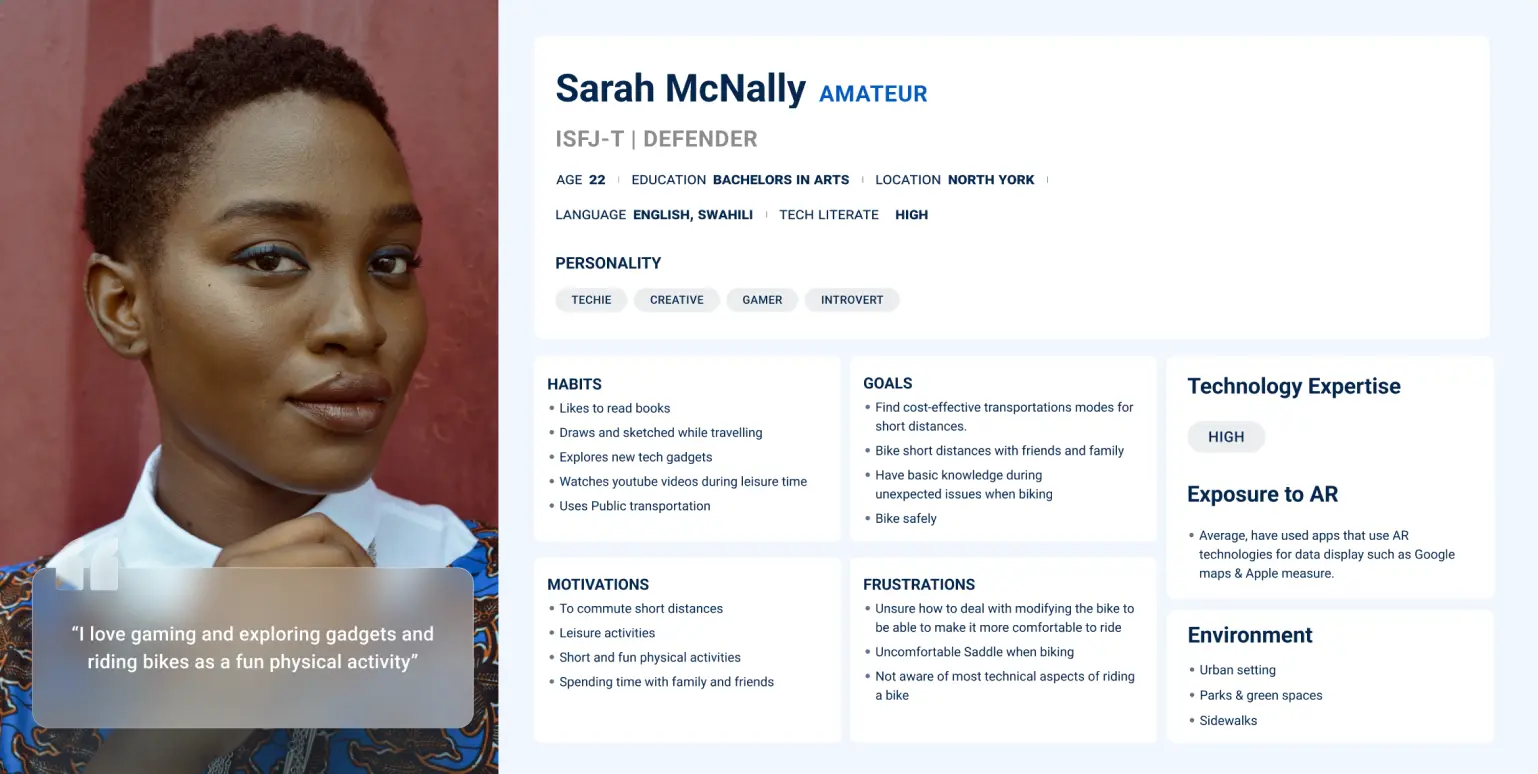 Sarah McNally AMATEUR
ISFJ-T | DEFENDER
AGE 22 EDUCATION BACHELORS IN ARTS LOCATION NORTH YORK
LANGUAGE ENGLISH, SWAHILI TECH LITERATE HIGH
PERSONALITY
TECHIE CREATIVE GAMER INTROVERT
HABITS
• Likes to read books
• Draws and sketched while travelling
• Explores new tech gadgets
• Watches youtube videos during leisure time
• Uses Public transportation
GOALS
• Find cost-effective transportations modes for
short distances.
• Bike short distances with friends and family
• Have basic knowledge during
unexpected issues when biking
• Bike safely
Technology Expertise
HIGH
Exposure to AR
• Average, have used apps that use AR
technologies for data display such as Google
maps & Apple measure.
MOTIVATIONS
• To commute short distances
• Leisure activities
• Short and fun physical activities
• Spending time with family and friends
FRUSTRATIONS
• Unsure how to deal with modifying the bike to
be able to make it more comfortable to ride
• Uncomfortable Saddle when biking
• Not aware of most technical aspects of riding
a bike
Environment
• Urban setting
• Parks & green spaces
• Sidewalks
“I love gaming and exploring gadgets and
riding bikes as a fun physical activity”